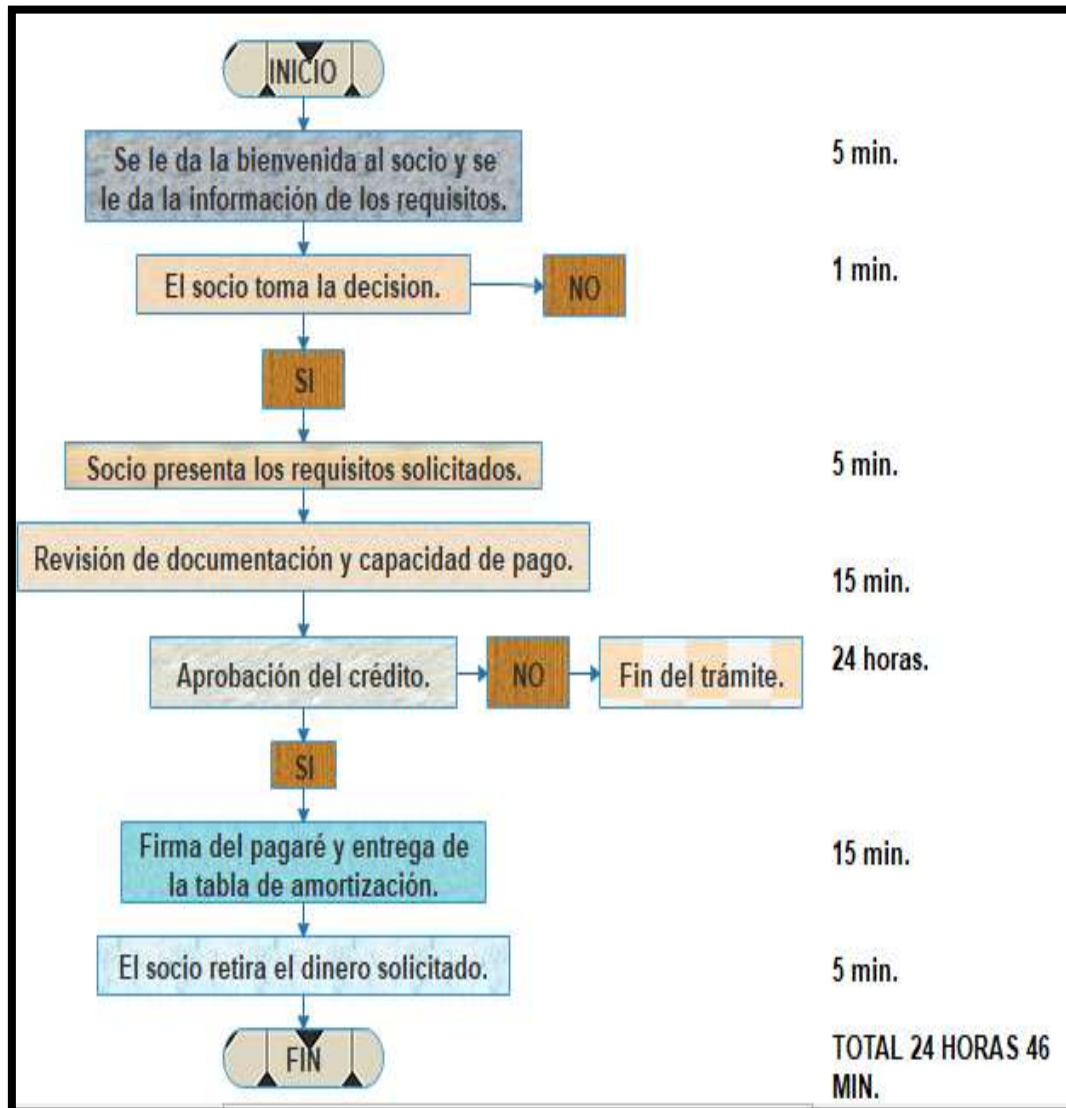 INICIO
Se le da la bienvenida al socio y se
le da la información de los requisitos.
5 min.
El socio toma la decision.
NO
1 min.
SI
Socio presenta los requisitos solicitados.
5 min.
Revisión de documentación y capacidad de pago.
15 min.
Aprobación del crédito.
NO
Fin del trámite.
24 horas.
SI
Firma del pagaré y entrega de
la tabla de amortización.
15 min.
El socio retira el dinero solicitado.
5 min.
FIN
TOTAL 24 HORAS 46
MIN.